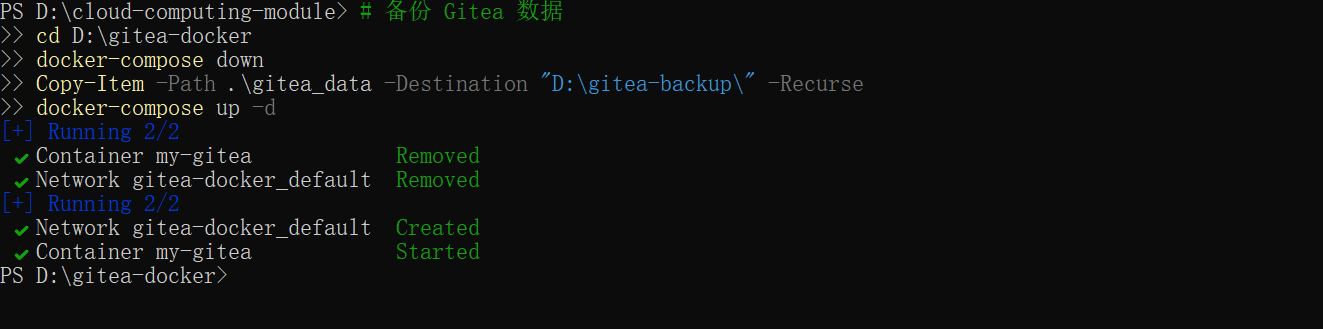 PS D:\cloud-computing-module> # 备份 Gitea 数据
>> cd D:\gitea-docker
>> docker-compose down
>> Copy-Item -Path .\gitea_data -Destination "D:\gitea-backup\" -Recurse
>> docker-compose up -d
[+] Running 2/2
✔ Container my-gitea Removed
✔ Network gitea-docker_default Removed
[+] Running 2/2
✔ Network gitea-docker_default Created
✔ Container my-gitea Started
PS D:\gitea-docker>